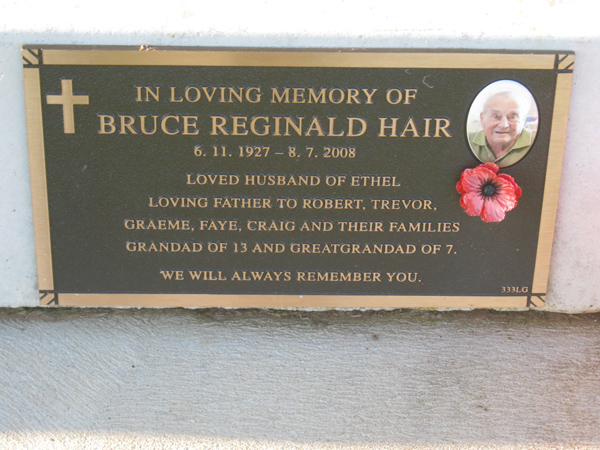 IN LOVING MEMORY OF
BRUCE REGINALD HAIR
6. 11. 1927 – 8. 7. 2008
LOVED HUSBAND OF ETHEL
LOVING FATHER TO ROBERT, TREVOR,
GRAEME, FAYE, CRAIG AND THEIR FAMILIES
GRANDAD OF 13 AND GREATGRANDAD OF 7.
WE WILL ALWAYS REMEMBER YOU.
333LG